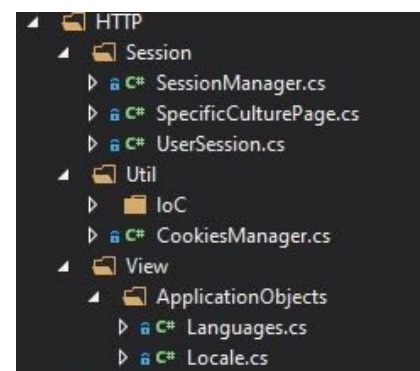 HTTP
Session
C# SessionManager.cs
C# SpecificCulturePage.cs
C# UserSession.cs
Util
IoC
C# CookiesManager.cs
View
ApplicationObjects
C# Languages.cs
C# Locale.cs